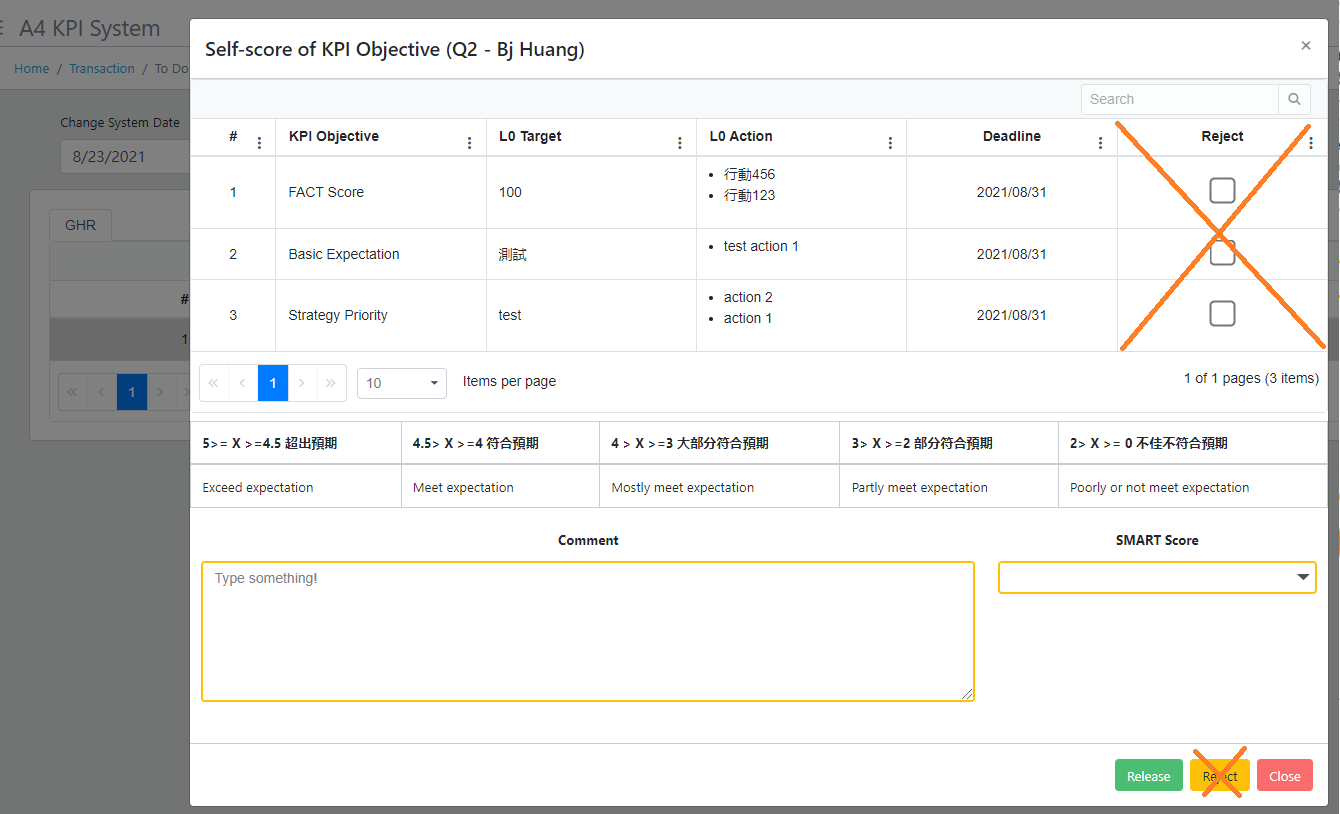 A4 KPI System
Home / Transaction / To Do
Change System Date
8/23/2021
GHR
#
1
« ‹ 1 ›
Self-score of KPI Objective (Q2 - Bj Huang)
×
Search
# KPI Objective L0 Target L0 Action Deadline Reject
1 FACT Score 100 • 行動456 2021/08/31
• 行動123
2 Basic Expectation 測試 • test action 1 2021/08/31
3 Strategy Priority test • action 2 2021/08/31
• action 1
« ‹ 1 › » 10 Items per page 1 of 1 pages (3 items)
5>= X >=4.5 超出預期 4.5> X >=4 符合預期 4 > X >=3 大部分符合預期 3> X >=2 部分符合預期 2> X >= 0 不佳不符合預期
Exceed expectation Meet expectation Mostly meet expectation Partly meet expectation Poorly or not meet expectation
Comment SMART Score
Type something!
Release Reject Close